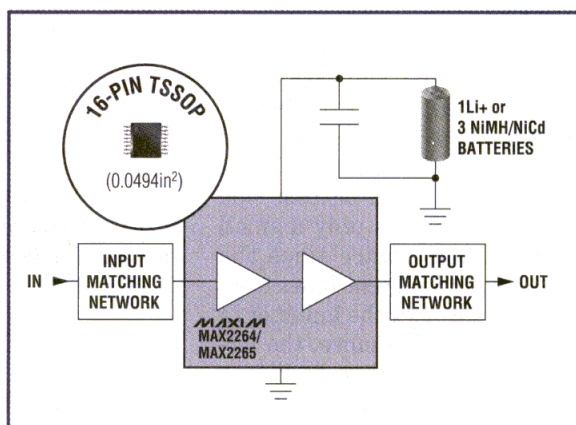 16-PIN TSSOP
(0.0494in²)
1Li+ or
3 NiMH/NiCd
BATTERIES
IN
INPUT
MATCHING
NETWORK
OUTPUT
MATCHING
NETWORK
OUT
MAXIM
MAX2264/
MAX2265